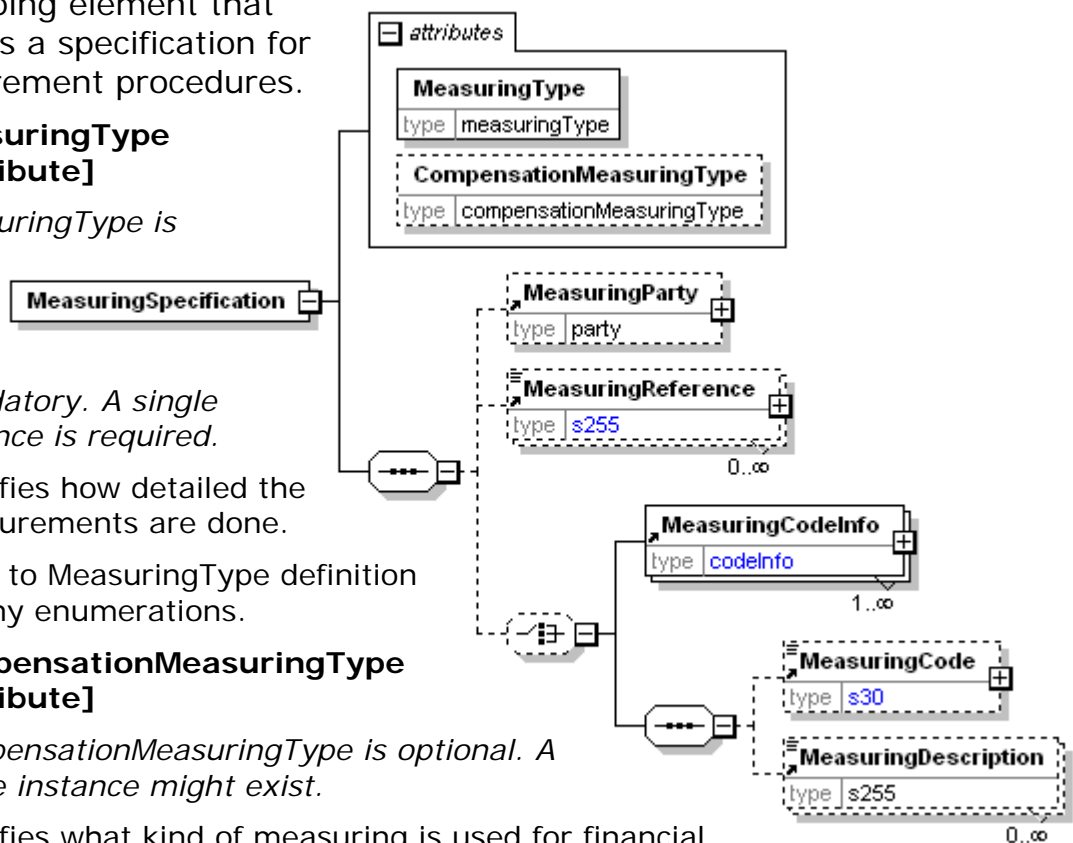 ping element that
s a specification for
rement procedures.
suringType
ibute]
uringType is
datory. A single
nce is required.
fies how detailed the
urements are done.
to MeasuringType definition
ny enumerations.
pensationMeasuringType
ibute]
pensationMeasuringType is optional. A
e instance might exist.
fies what kind of measuring is used for financial
attributes
MeasuringType
type measuringType
CompensationMeasuringType
type compensationMeasuringType
MeasuringSpecification
MeasuringParty
type party
MeasuringReference
type s255
0..∞
MeasuringCodeInfo
type codeInfo
1..∞
MeasuringCode
type s30
MeasuringDescription
type s255
0..∞